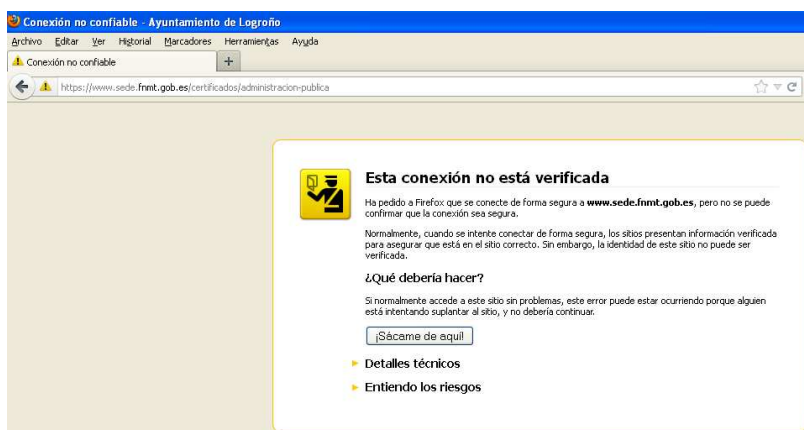 Conexión no confiable - Ayuntamiento de Logroño
Archivo Editar Ver Historial Marcadores Herramientas Ayuda
Conexión no confiable +
https://www.sede.fnmt.gob.es/certificados/administracion-publica
Esta conexión no está verificada
Ha pedido a Firefox que se conecte de forma segura a www.sede.fnmt.gob.es, pero no se puede
confirmar que la conexión sea segura.
Normalmente, cuando se intente conectar de forma segura, los sitios presentan información verificada
para asegurar que está en el sitio correcto. Sin embargo, la identidad de este sitio no puede ser
verificada.
¿Qué debería hacer?
Si normalmente accede a este sitio sin problemas, este error puede estar ocurriendo porque alguien
está intentando suplantar al sitio, y no debería continuar.
¡Sácame de aquí!
Detalles técnicos
Entiendo los riesgos